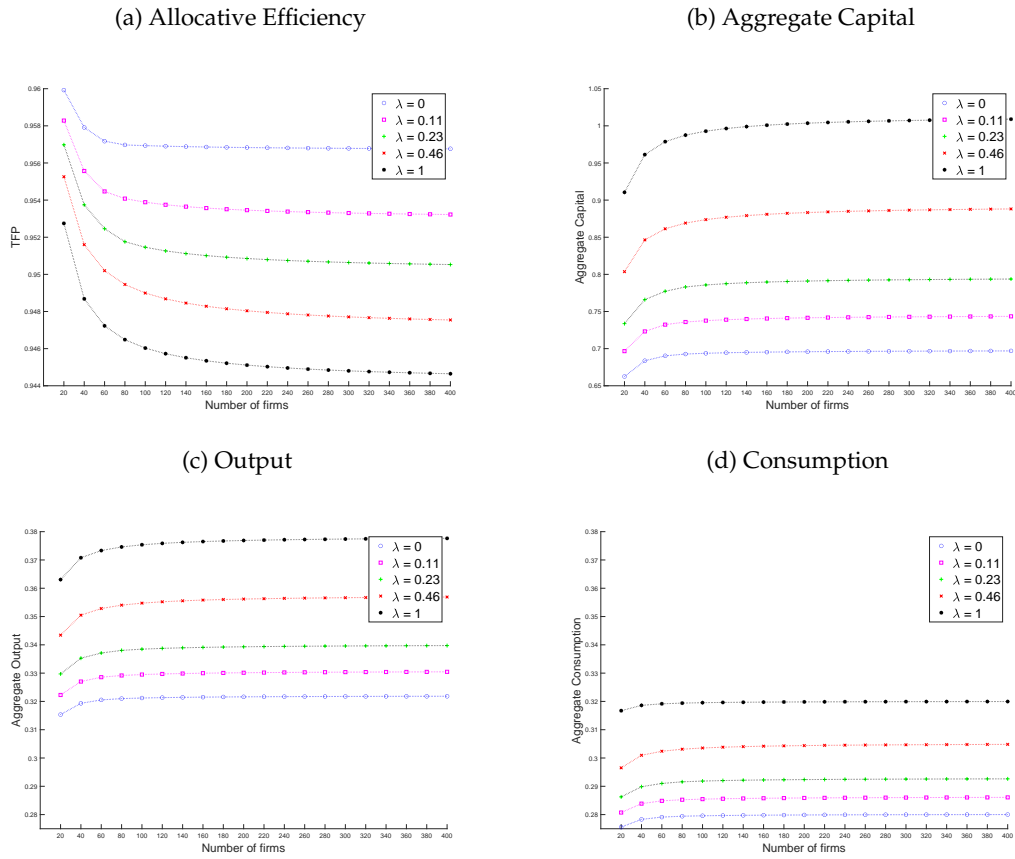 (a) Allocative Efficiency
0.96
0.958
0.956
0.954
0.952
0.95
0.948
0.946
0.944
TFP
20 40 60 80 100 120 140 160 180 200 220 240 260 280 300 320 340 360 380 400
Number of firms
λ = 0
λ = 0.11
λ = 0.23
λ = 0.46
λ = 1
(b) Aggregate Capital
1.05
1
0.95
0.9
0.85
0.8
0.75
0.7
0.65
Aggregate Capital
20 40 60 80 100 120 140 160 180 200 220 240 260 280 300 320 340 360 380 400
Number of firms
λ = 0
λ = 0.11
λ = 0.23
λ = 0.46
λ = 1
(c) Output
0.38
0.37
0.36
0.35
0.34
0.33
0.32
0.31
0.3
0.29
0.28
Aggregate Output
20 40 60 80 100 120 140 160 180 200 220 240 260 280 300 320 340 360 380 400
Number of firms
λ = 0
λ = 0.11
λ = 0.23
λ = 0.46
λ = 1
(d) Consumption
0.38
0.37
0.36
0.35
0.34
0.33
0.32
0.31
0.3
0.29
0.28
Aggregate Consumption
20 40 60 80 100 120 140 160 180 200 220 240 260 280 300 320 340 360 380 400
Number of firms
λ = 0
λ = 0.11
λ = 0.23
λ = 0.46
λ = 1